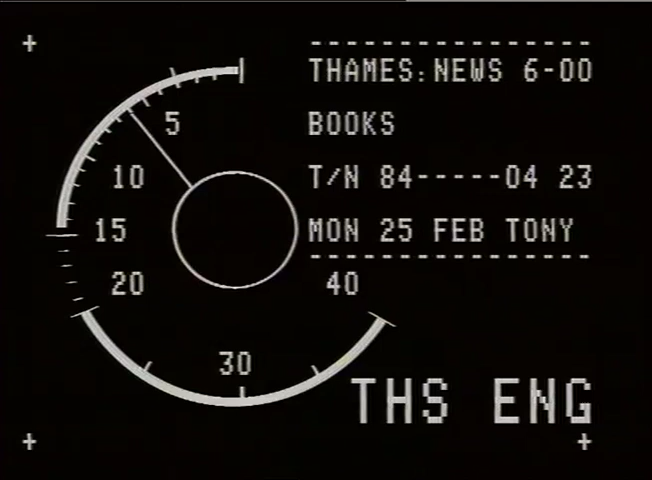 THAMES:NEWS 6-00
5
BOOKS
10
T/N 84-----04 23
15
MON 25 FEB TONY
20
40
30
THS ENG